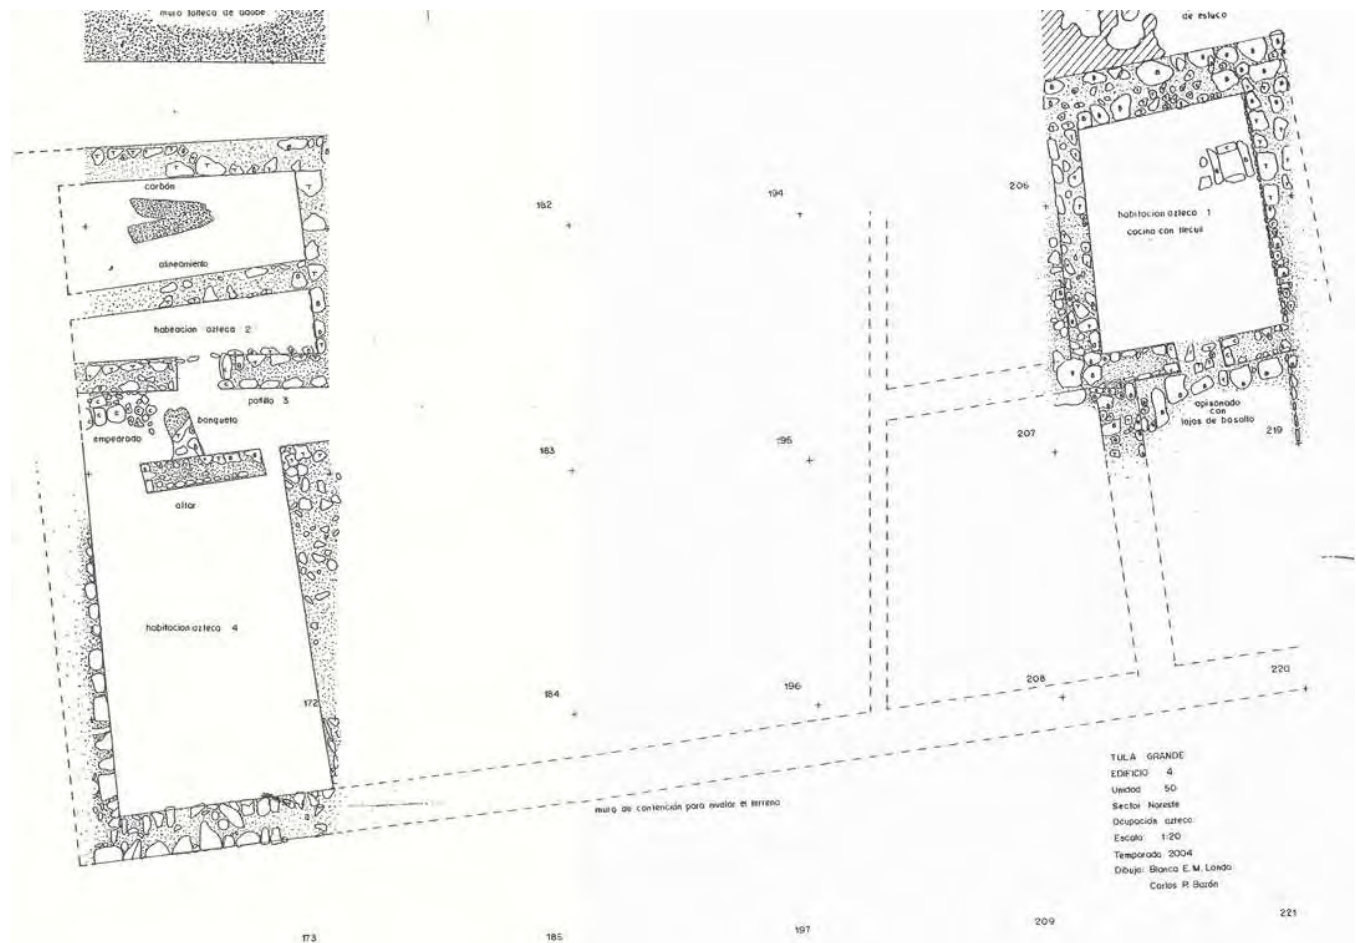 muro tolteca de adobe
de estuco
carbón
alineamiento
habitacion azteca 2
patillo 3
banqueta
empedrado
altar
habitacion azteca 4
172
182
194
206
habitacion azteca 1
cocina con tlecuil
apisonado
con
lajas de basalto
183
195
207
219
184
196
208
220
muro de contención para nivelar el terreno
TULA GRANDE
EDIFICIO 4
Unidad 50
Sector Noreste
Ocupación azteca
Escala 1:20
Temporada 2004
Dibujo: Blanca E. M. Landa
Carlos P. Bazán
173
185
197
209
221